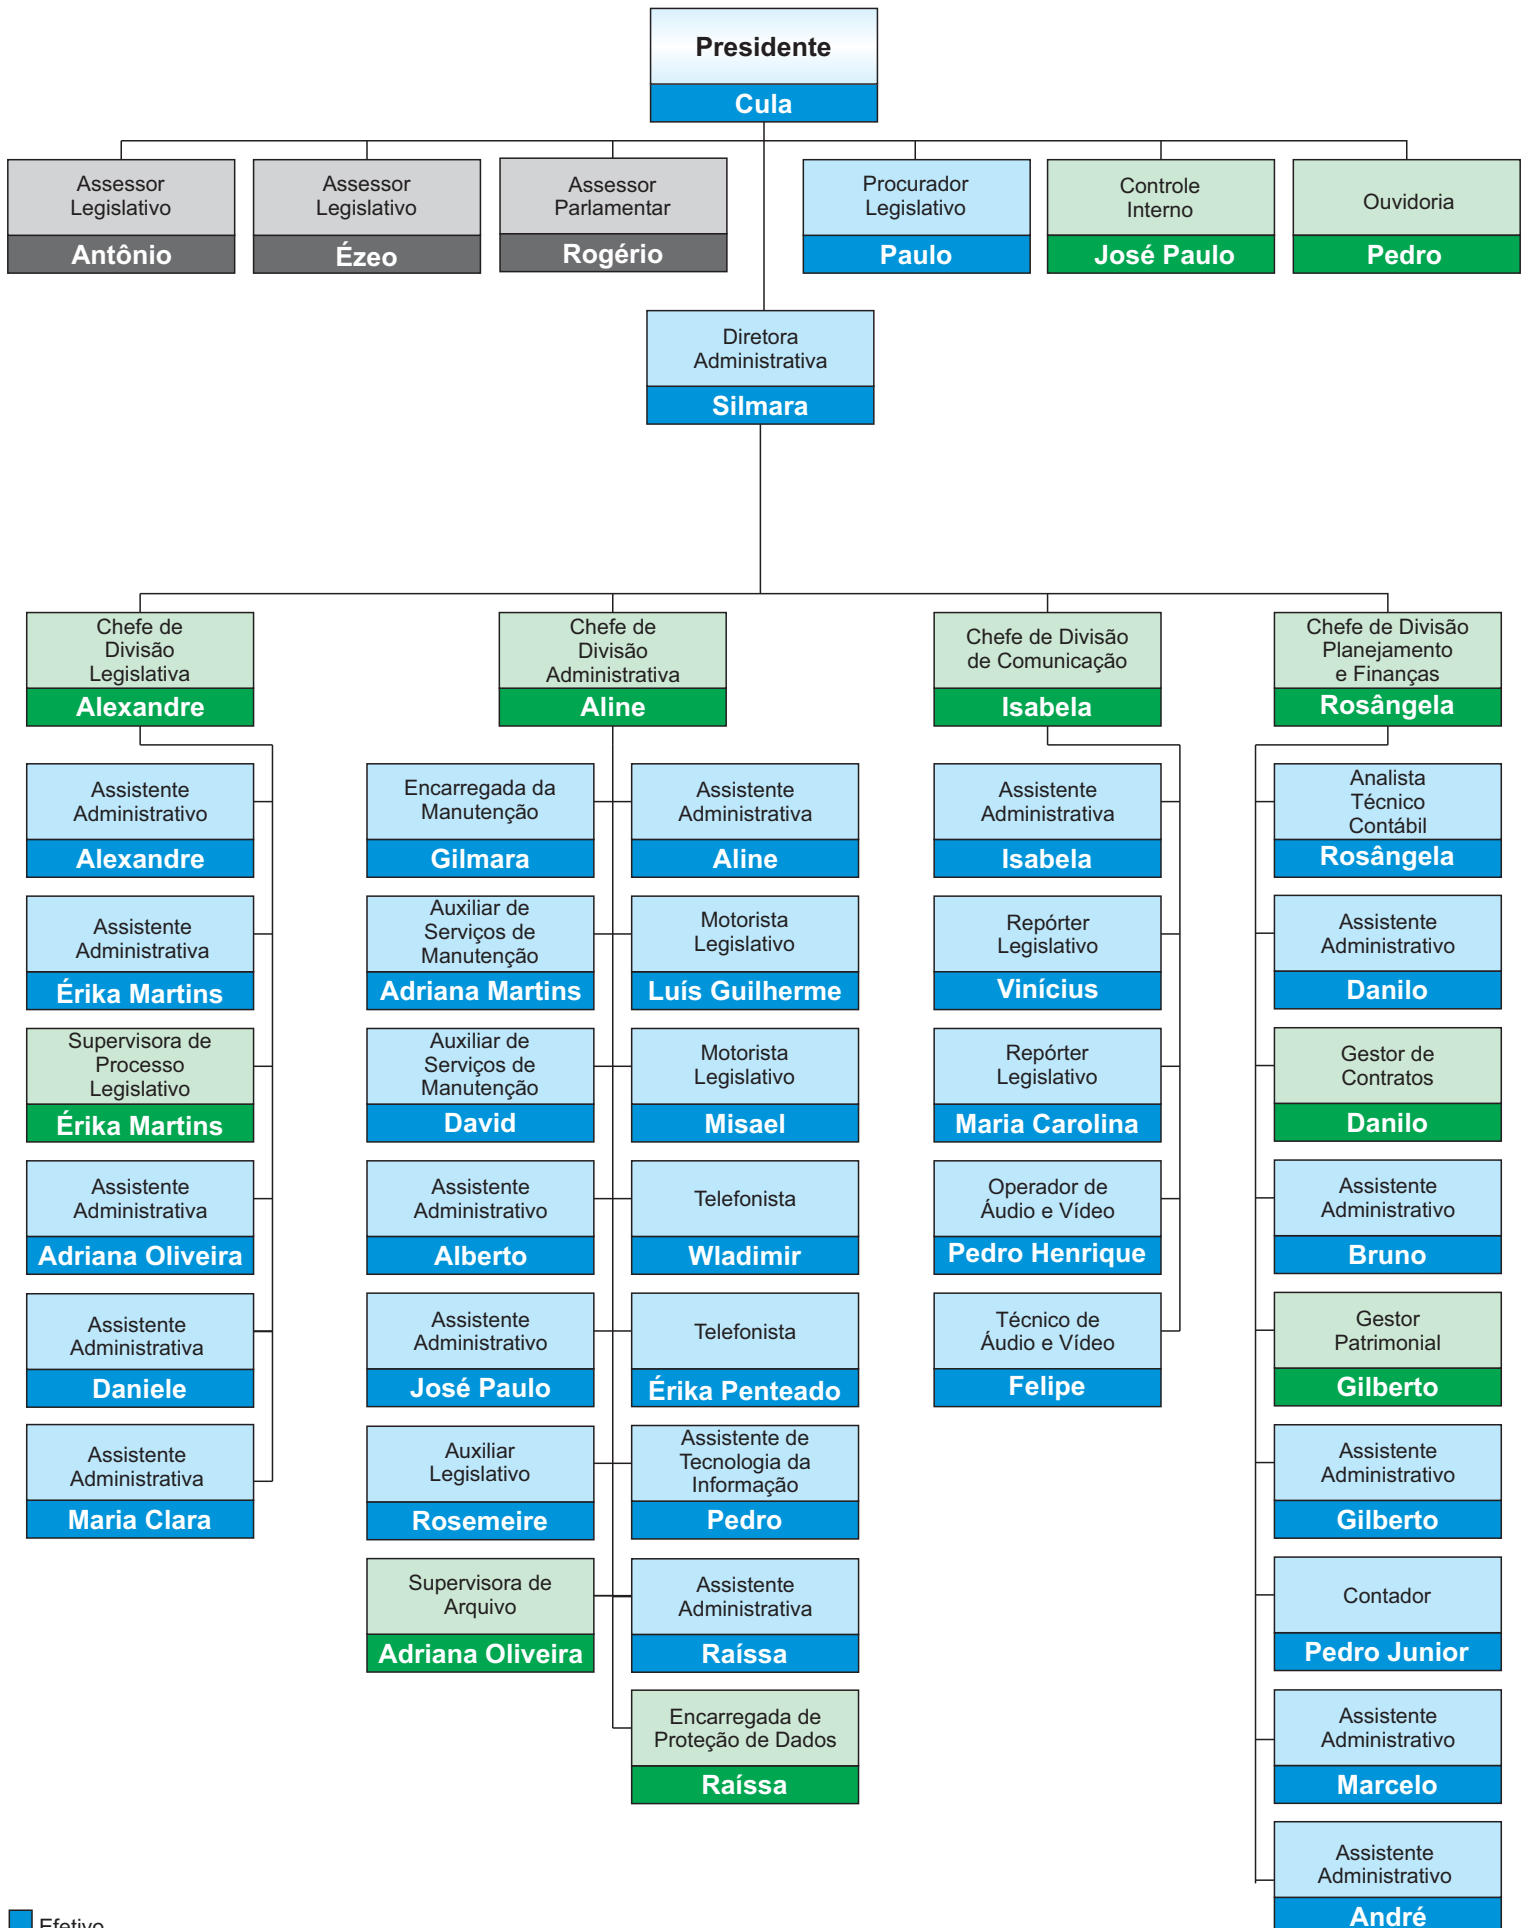 Presidente
Cula
Assessor
Legislativo
Antônio
Assessor
Legislativo
Ézeo
Assessor
Parlamentar
Rogério
Procurador
Legislativo
Paulo
Controle
Interno
José Paulo
Ouvidoria
Pedro
Diretora
Administrativa
Silmara
Chefe de
Divisão
Legislativa
Alexandre
Assistente
Administrativo
Alexandre
Assistente
Administrativa
Érika Martins
Supervisora de
Processo
Legislativo
Érika Martins
Assistente
Administrativa
Adriana Oliveira
Assistente
Administrativa
Daniele
Assistente
Administrativa
Maria Clara
Chefe de
Divisão
Administrativa
Aline
Encarregada da
Manutenção
Gilmara
Auxiliar de
Serviços de
Manutenção
Adriana Martins
Auxiliar de
Serviços de
Manutenção
David
Assistente
Administrativo
Alberto
Assistente
Administrativo
José Paulo
Auxiliar
Legislativo
Rosemeire
Supervisora de
Arquivo
Adriana Oliveira
Assistente
Administrativa
Aline
Motorista
Legislativo
Luís Guilherme
Motorista
Legislativo
Misael
Telefonista
Wladimir
Telefonista
Érika Penteado
Assistente de
Tecnologia da
Informação
Pedro
Assistente
Administrativa
Raíssa
Encarregada de
Proteção de Dados
Raíssa
Chefe de Divisão
de Comunicação
Isabela
Assistente
Administrativa
Isabela
Repórter
Legislativo
Vinícius
Repórter
Legislativo
Maria Carolina
Operador de
Áudio e Vídeo
Pedro Henrique
Técnico de
Áudio e Vídeo
Felipe
Chefe de Divisão
Planejamento
e Finanças
Rosângela
Analista
Técnico
Contábil
Rosângela
Assistente
Administrativo
Danilo
Gestor de
Contratos
Danilo
Assistente
Administrativo
Bruno
Gestor
Patrimonial
Gilberto
Assistente
Administrativo
Gilberto
Contador
Pedro Junior
Assistente
Administrativo
Marcelo
Assistente
Administrativo
André
Efetivo